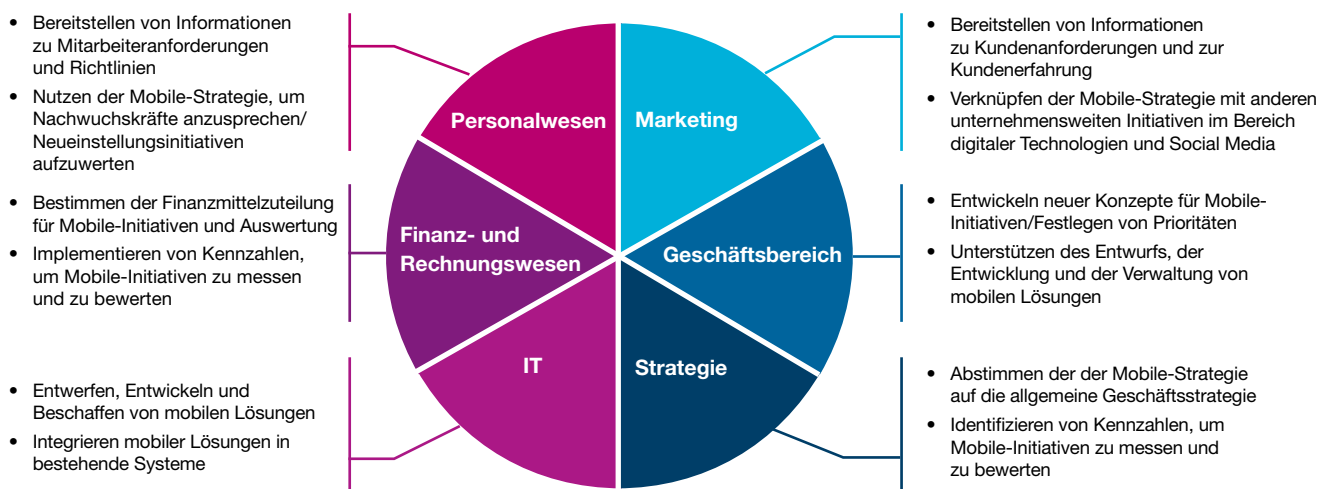 • Bereitstellen von Informationen
zu Mitarbeiteranforderungen
und Richtlinien
• Nutzen der Mobile-Strategie, um
Nachwuchskräfte anzusprechen/
Neueinstellungsinitiativen
aufzuwerten
• Bestimmen der Finanzmittelzuteilung
für Mobile-Initiativen und Auswertung
• Implementieren von Kennzahlen,
um Mobile-Initiativen zu messen
und zu bewerten
• Entwerfen, Entwickeln und
Beschaffen von mobilen Lösungen
• Integrieren mobiler Lösungen in
bestehende Systeme
Personalwesen
Marketing
Finanz- und
Rechnungswesen
Geschäftsbereich
IT
Strategie
• Bereitstellen von Informationen
zu Kundenanforderungen und zur
Kundenerfahrung
• Verknüpfen der Mobile-Strategie mit anderen
unternehmensweiten Initiativen im Bereich
digitaler Technologien und Social Media
• Entwickeln neuer Konzepte für Mobile-
Initiativen/Festlegen von Prioritäten
• Unterstützen des Entwurfs, der
Entwicklung und der Verwaltung von
mobilen Lösungen
• Abstimmen der der Mobile-Strategie
auf die allgemeine Geschäftsstrategie
• Identifizieren von Kennzahlen, um
Mobile-Initiativen zu messen und
zu bewerten